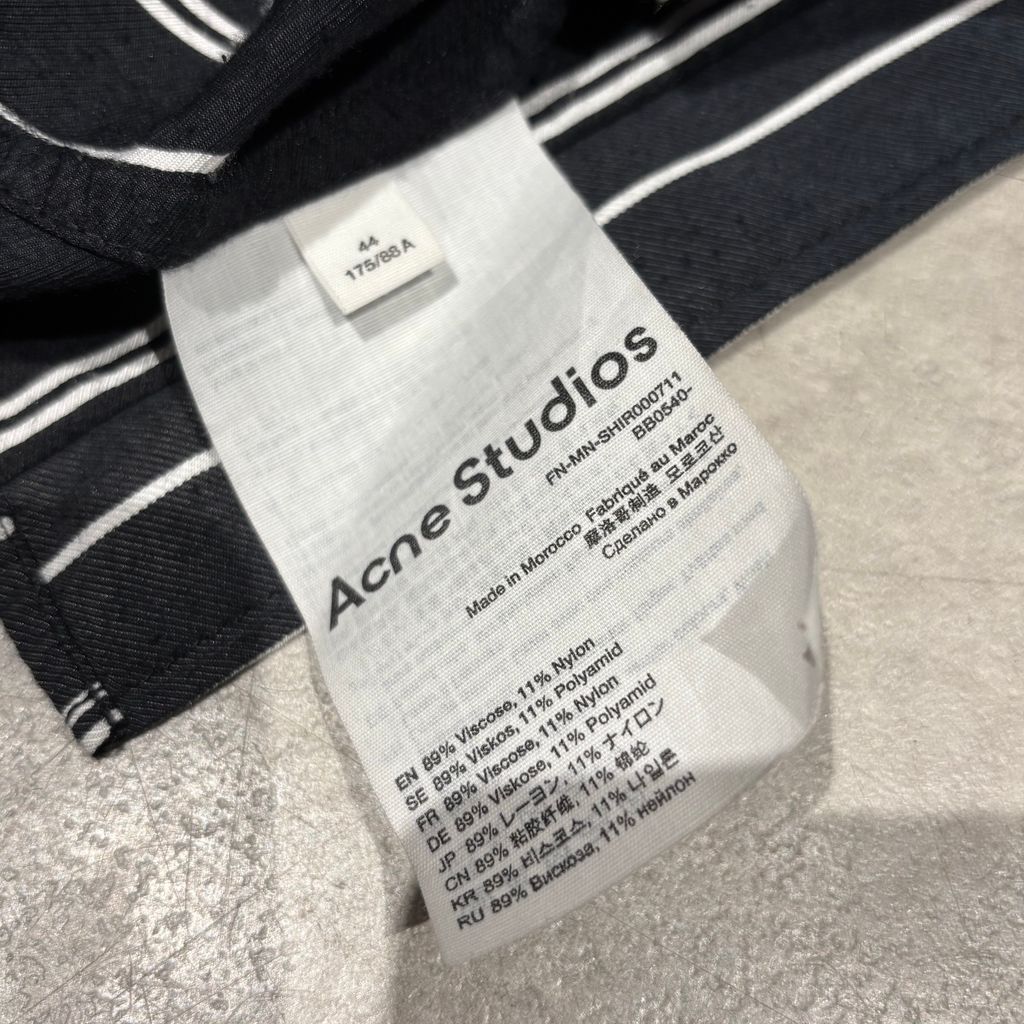 44
175/88A
Acne Studios
FN-MN-SHIR000711
BB0540-
Made in Morocco Fabriqué au Maroc
摩洛哥制造 모로코산
Сделано в Марокко
EN 89% Viscose, 11% Nylon
SE 89% Viskos, 11% Polyamid
FR 89% Viscose, 11% Nylon
DE 89% Viskose, 11% Polyamid
JP 89% レーヨン, 11% ナイロン
CN 89% 粘胶纤维, 11% 锦纶
KR 89% 비스코스, 11% 나일론
RU 89% Вискоза, 11% нейлон